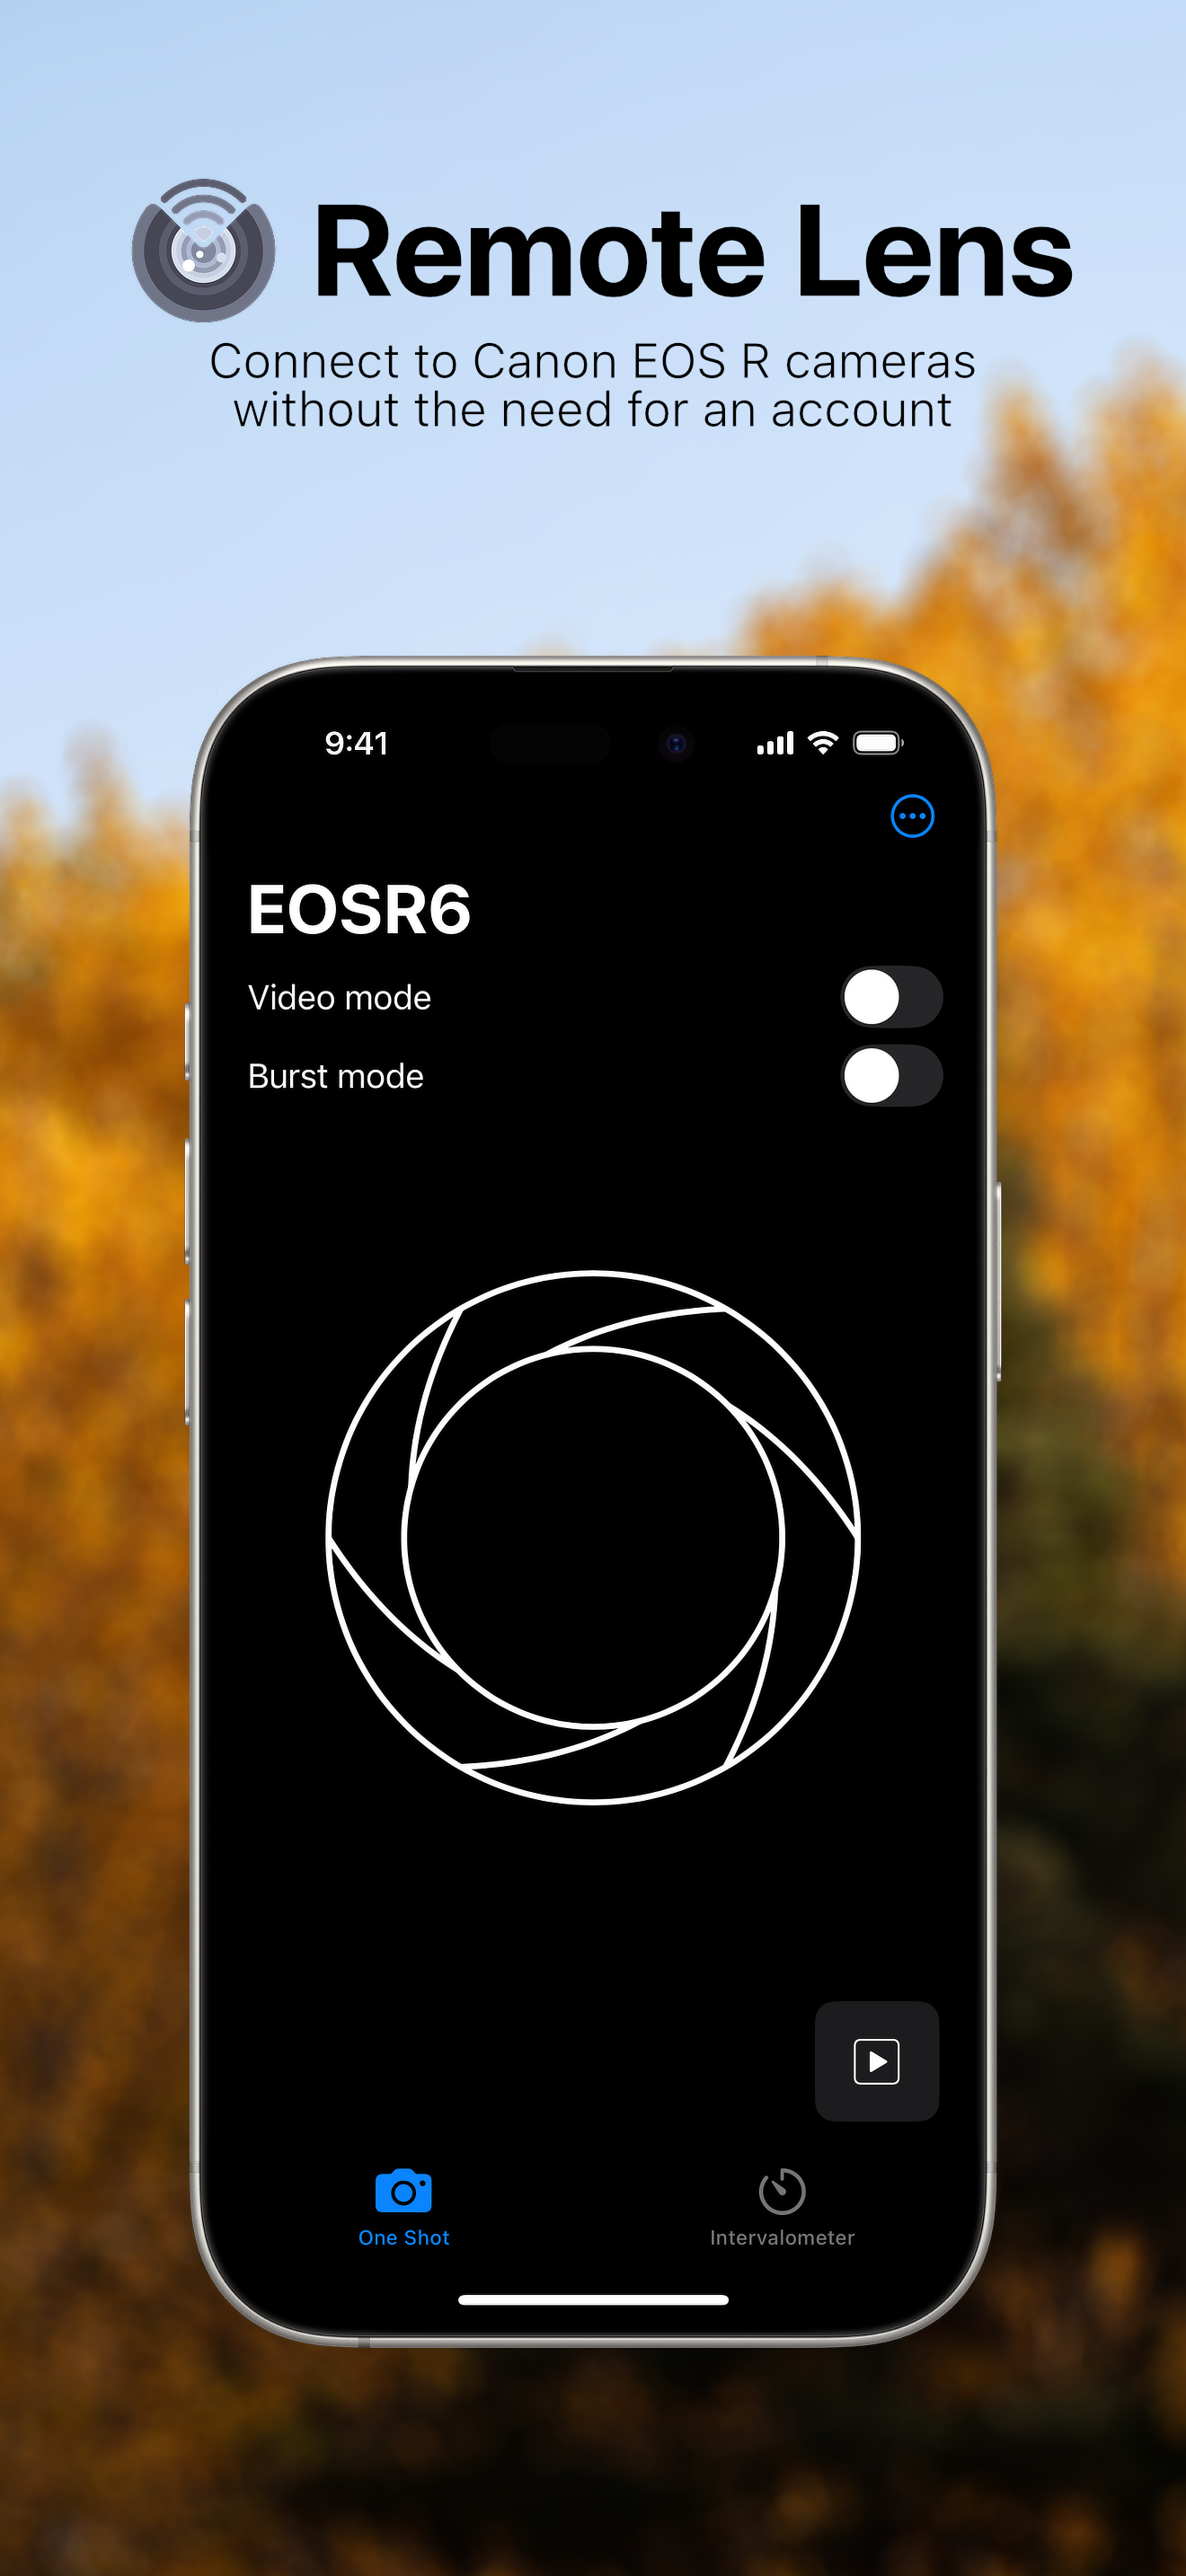 Remote Lens
Connect to Canon EOS R cameras
without the need for an account
9:41
EOSR6
Video mode
Burst mode
One Shot
Intervalometer